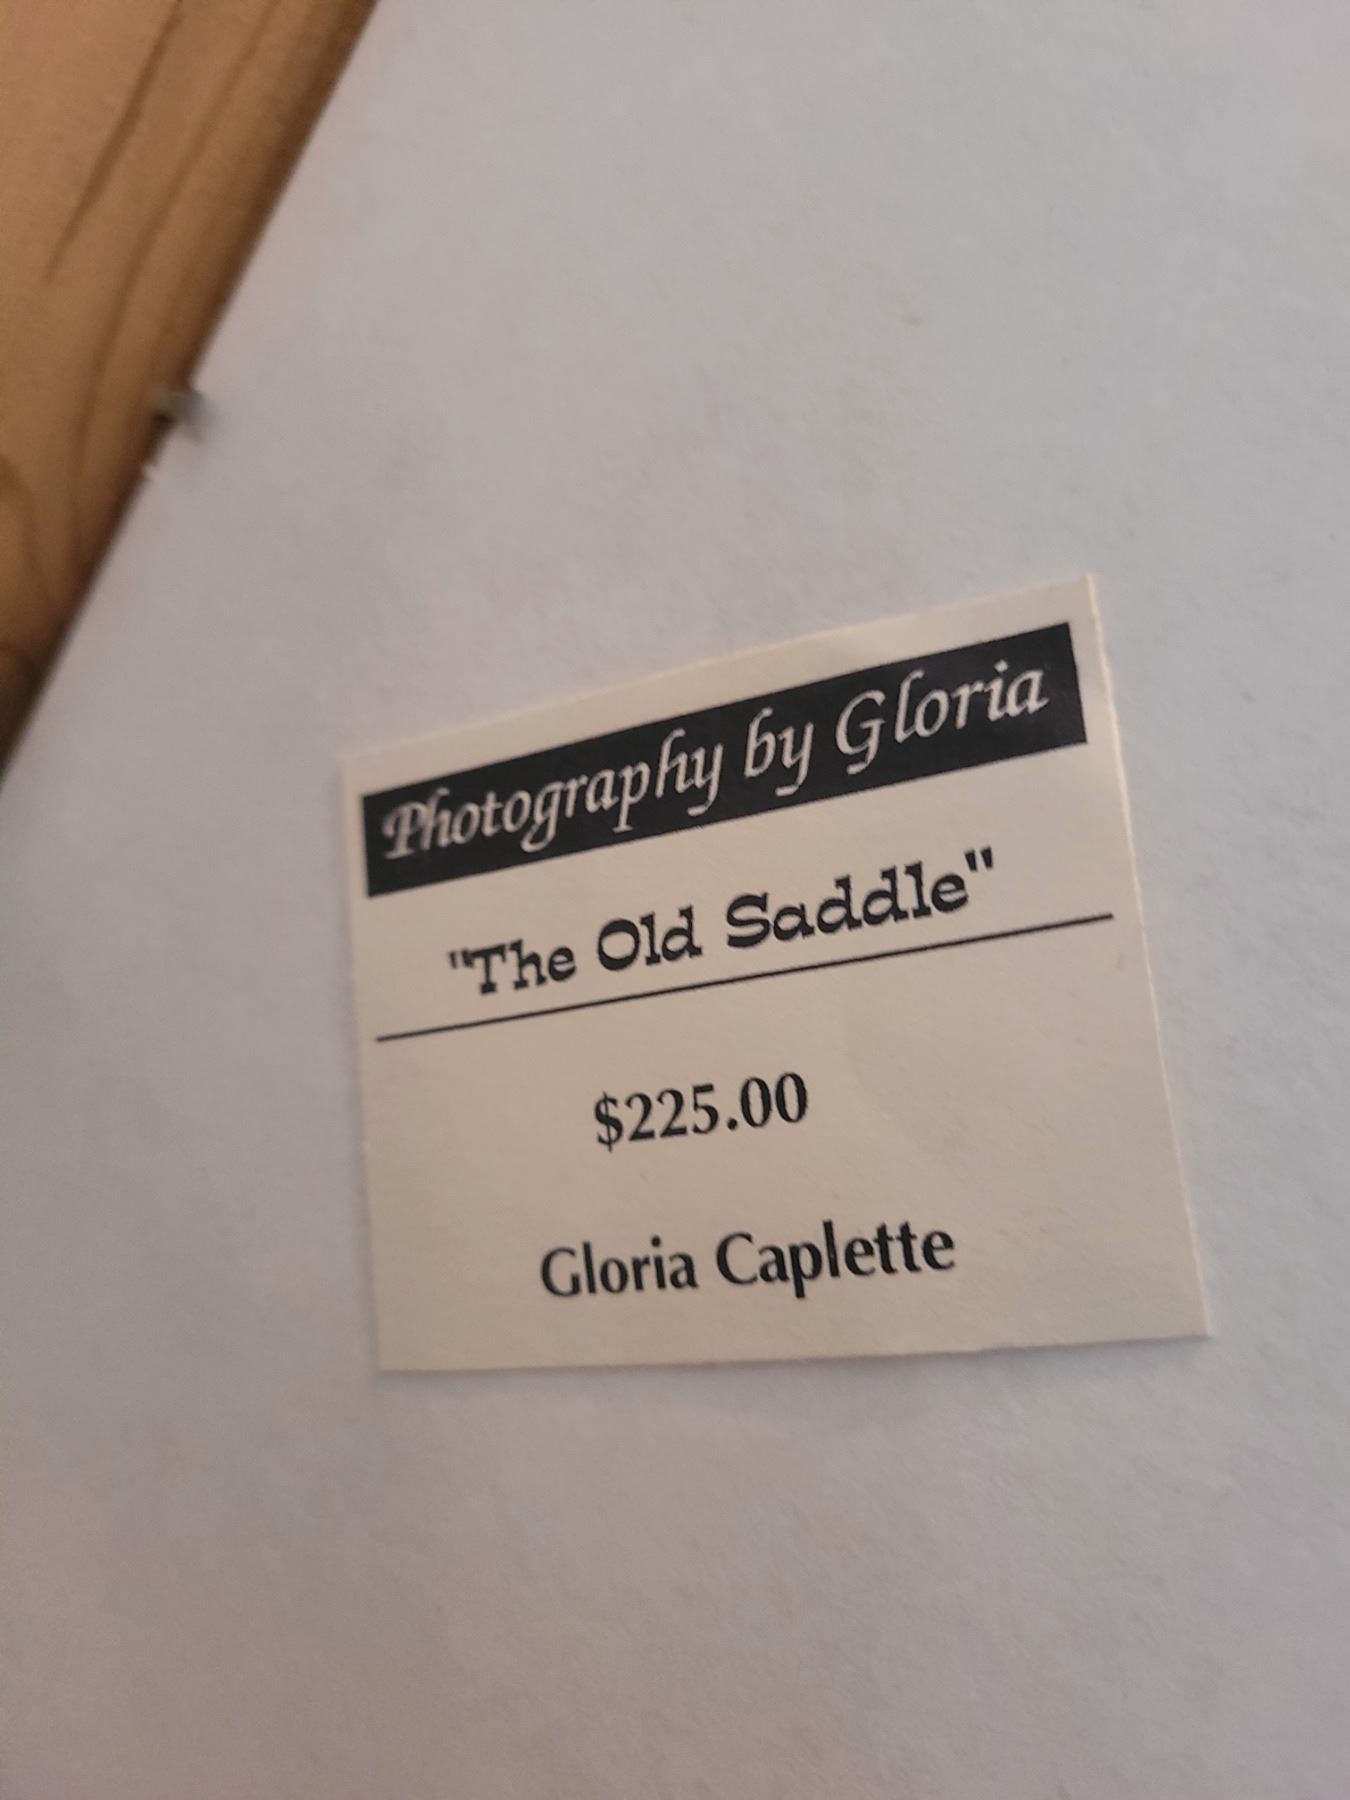 Photography by Gloria
"The Old Saddle"
$225.00
Gloria Caplette